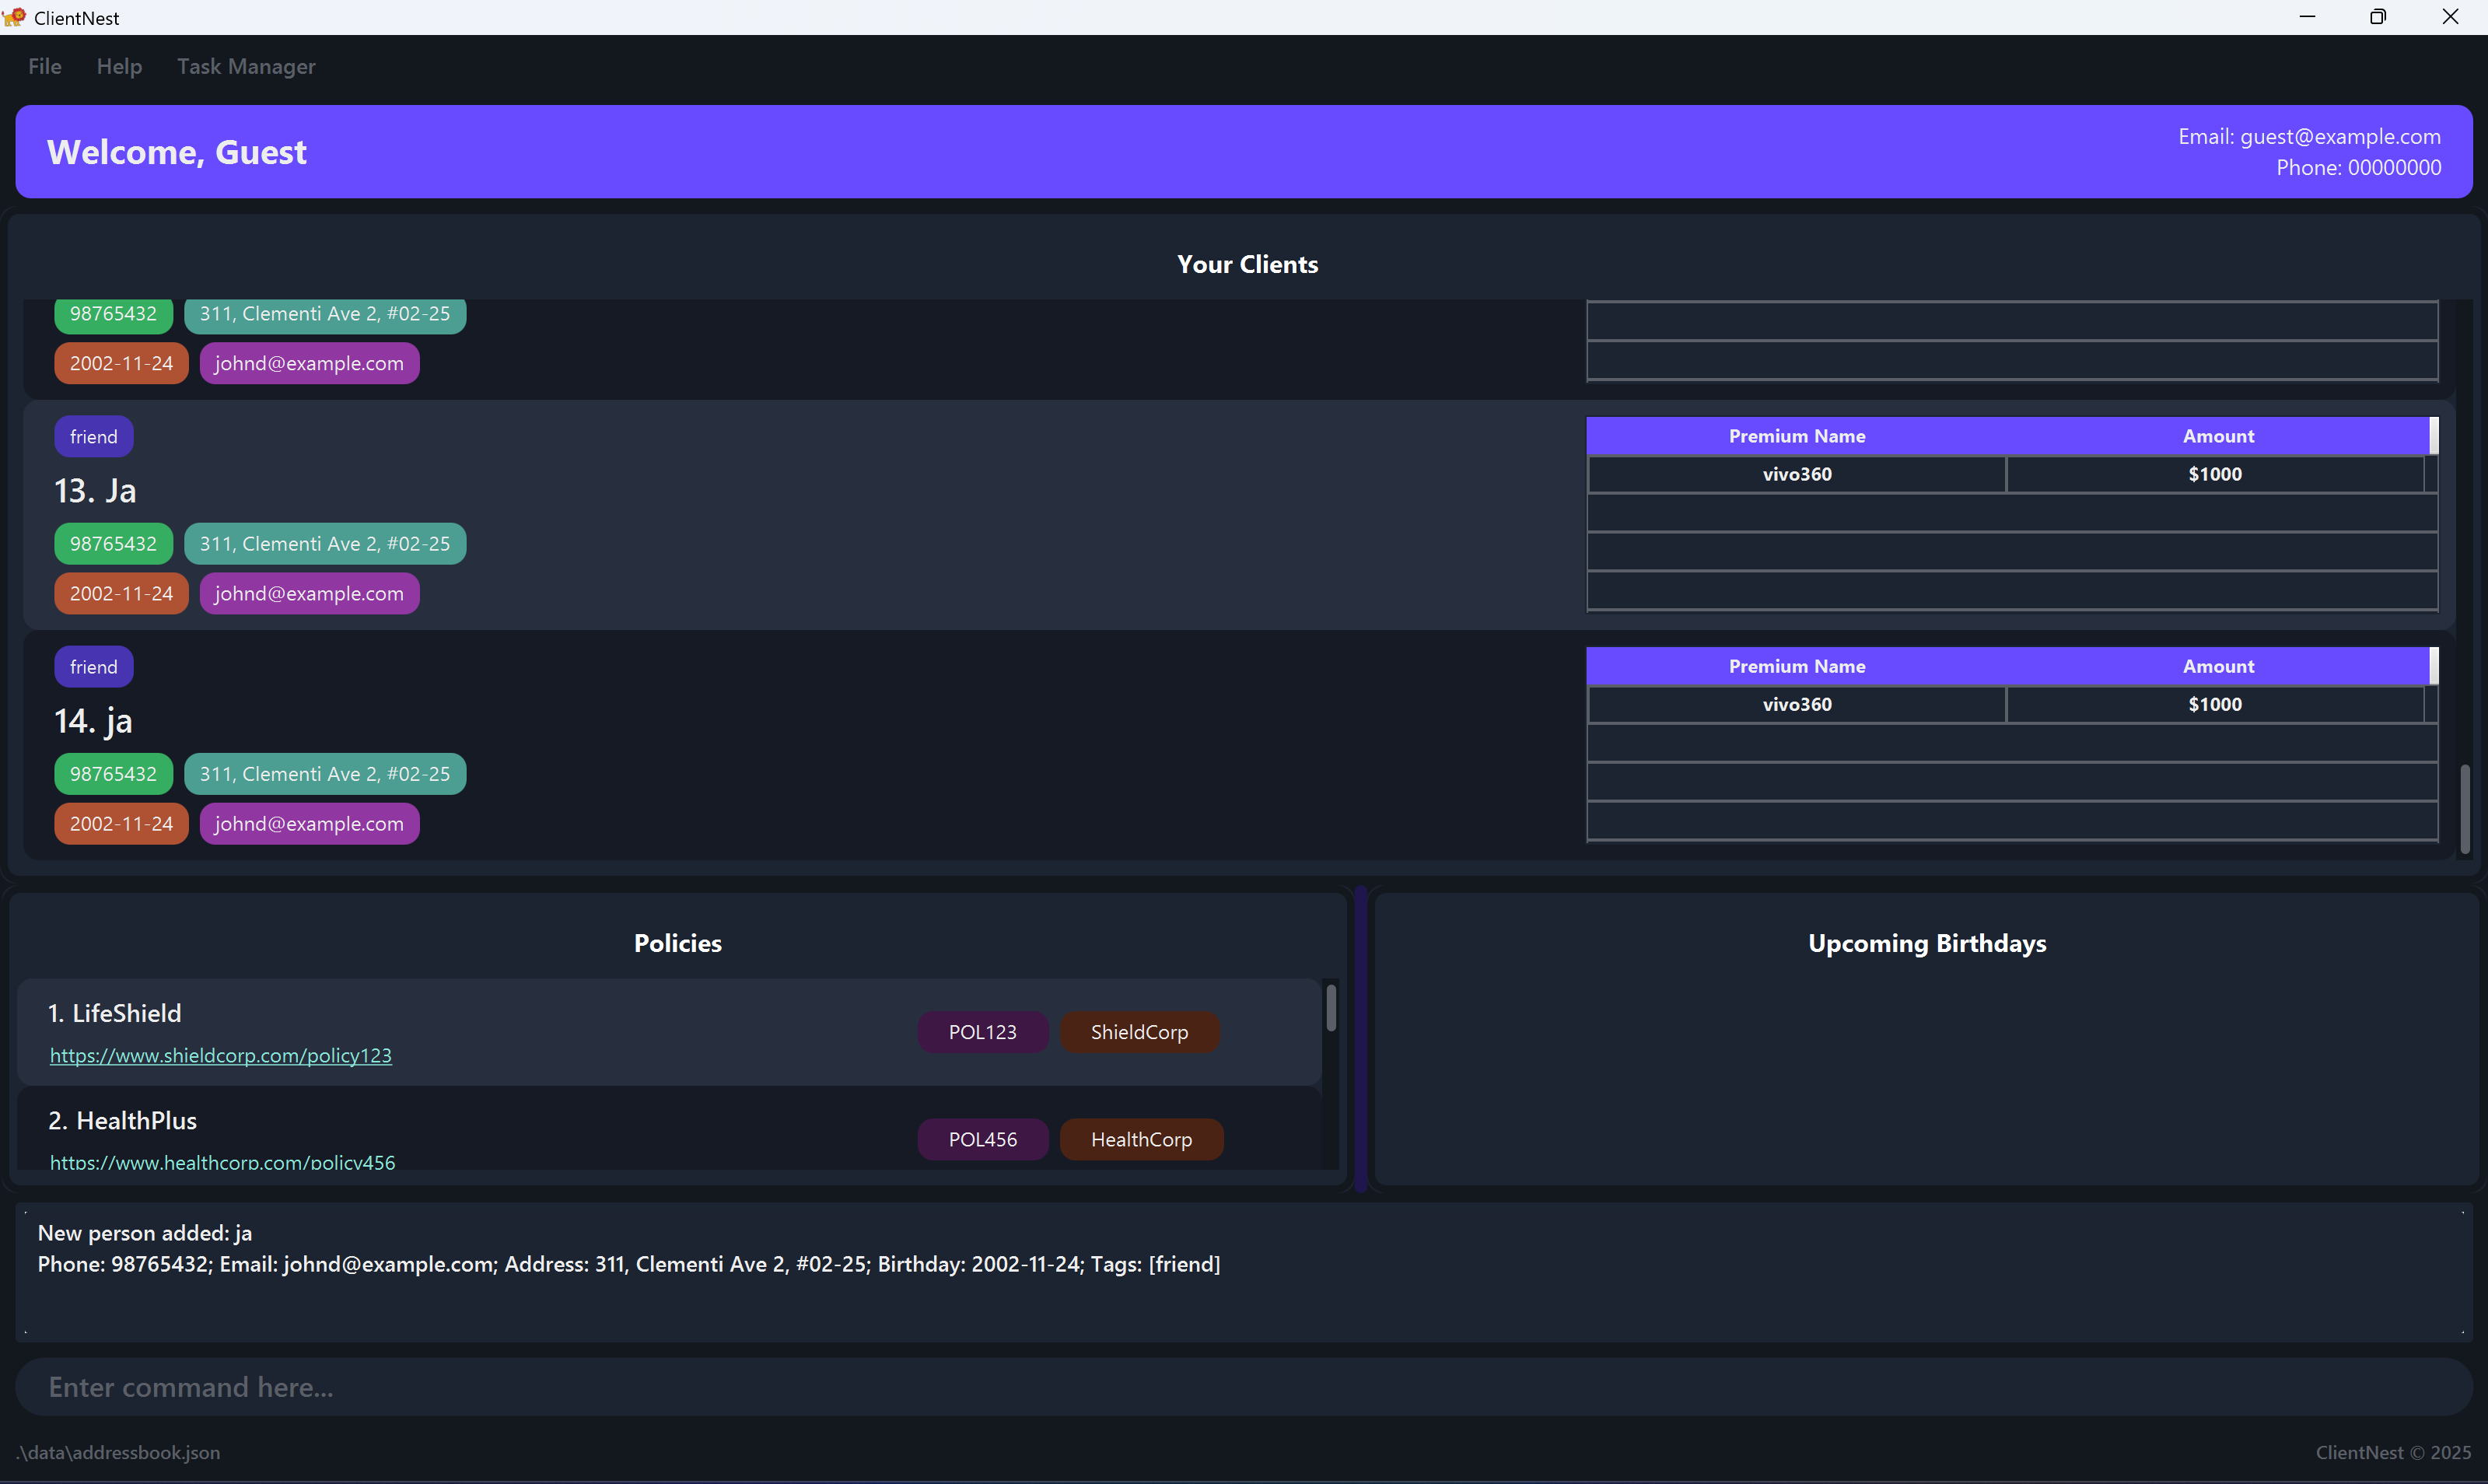 ClientNest
File Help Task Manager
Welcome, Guest
Email: guest@example.com
Phone: 00000000
Your Clients
98765432 311, Clementi Ave 2, #02-25
2002-11-24 johnd@example.com
friend
13. Ja
98765432 311, Clementi Ave 2, #02-25
2002-11-24 johnd@example.com
Premium Name Amount
vivo360 $1000
friend
14. ja
98765432 311, Clementi Ave 2, #02-25
2002-11-24 johnd@example.com
Premium Name Amount
vivo360 $1000
Policies
1. LifeShield
https://www.shieldcorp.com/policy123
POL123 ShieldCorp
2. HealthPlus
https://www.healthcorp.com/policy456
POL456 HealthCorp
Upcoming Birthdays
New person added: ja
Phone: 98765432; Email: johnd@example.com; Address: 311, Clementi Ave 2, #02-25; Birthday: 2002-11-24; Tags: [friend]
Enter command here...
.\data\addressbook.json
ClientNest © 2025